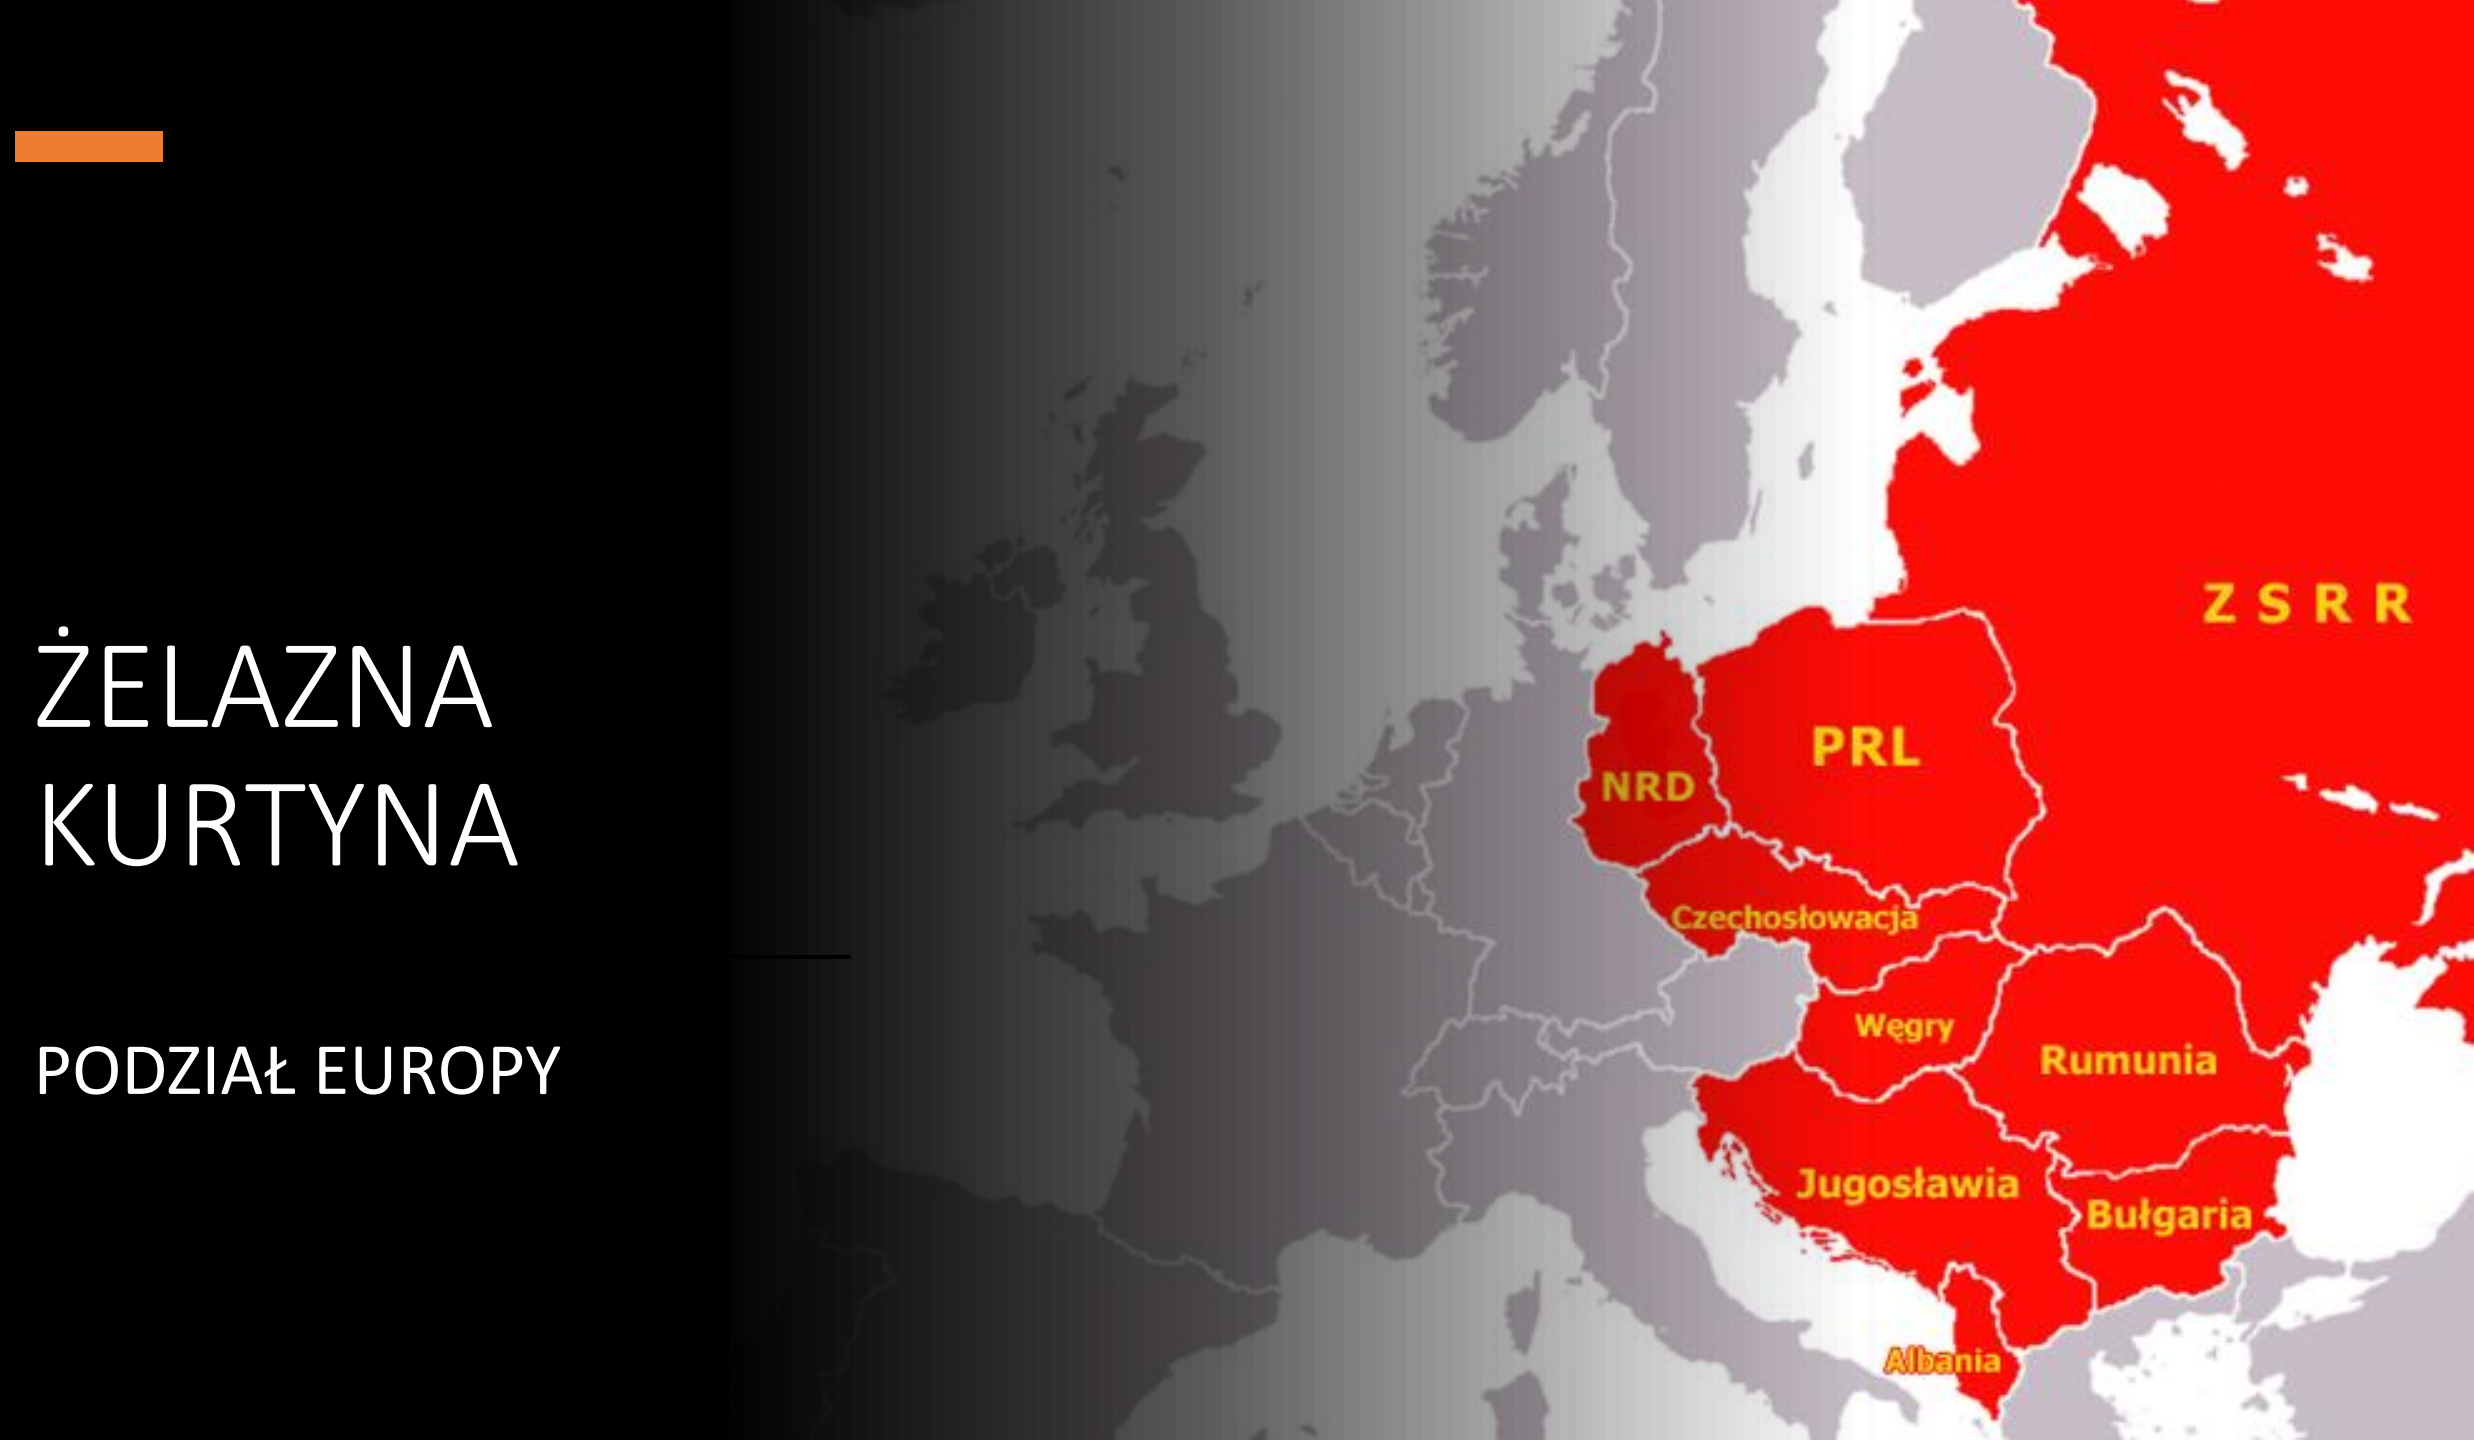 ŻELAZNA
KURTYNA
PODZIAŁ EUROPY
Z S R R
PRL
NRD
Czechosłowacja
Węgry
Rumunia
Jugosławia
Bułgaria
Albania